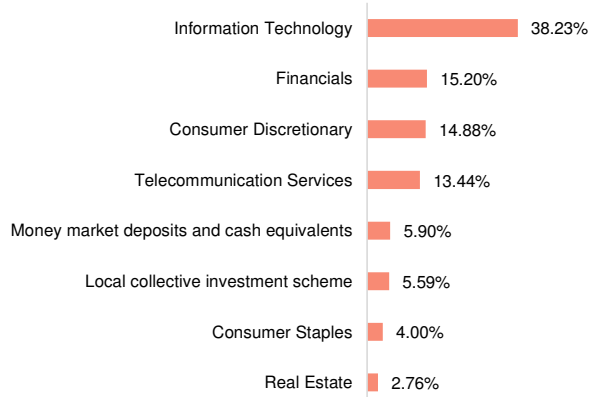 Information Technology 38.23%
Financials 15.20%
Consumer Discretionary 14.88%
Telecommunication Services 13.44%
Money market deposits and cash equivalents 5.90%
Local collective investment scheme 5.59%
Consumer Staples 4.00%
Real Estate 2.76%